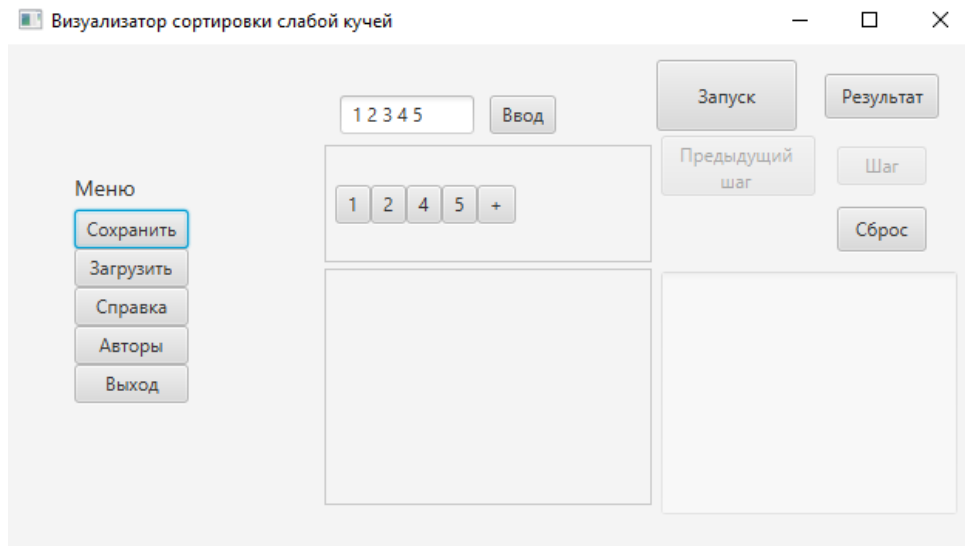 Визуализатор сортировки слабой кучей
1 2 3 4 5
Ввод
Запуск
Результат
Предыдущий
шаг
Шаг
Сброс
1 2 4 5 +
Меню
Сохранить
Загрузить
Справка
Авторы
Выход